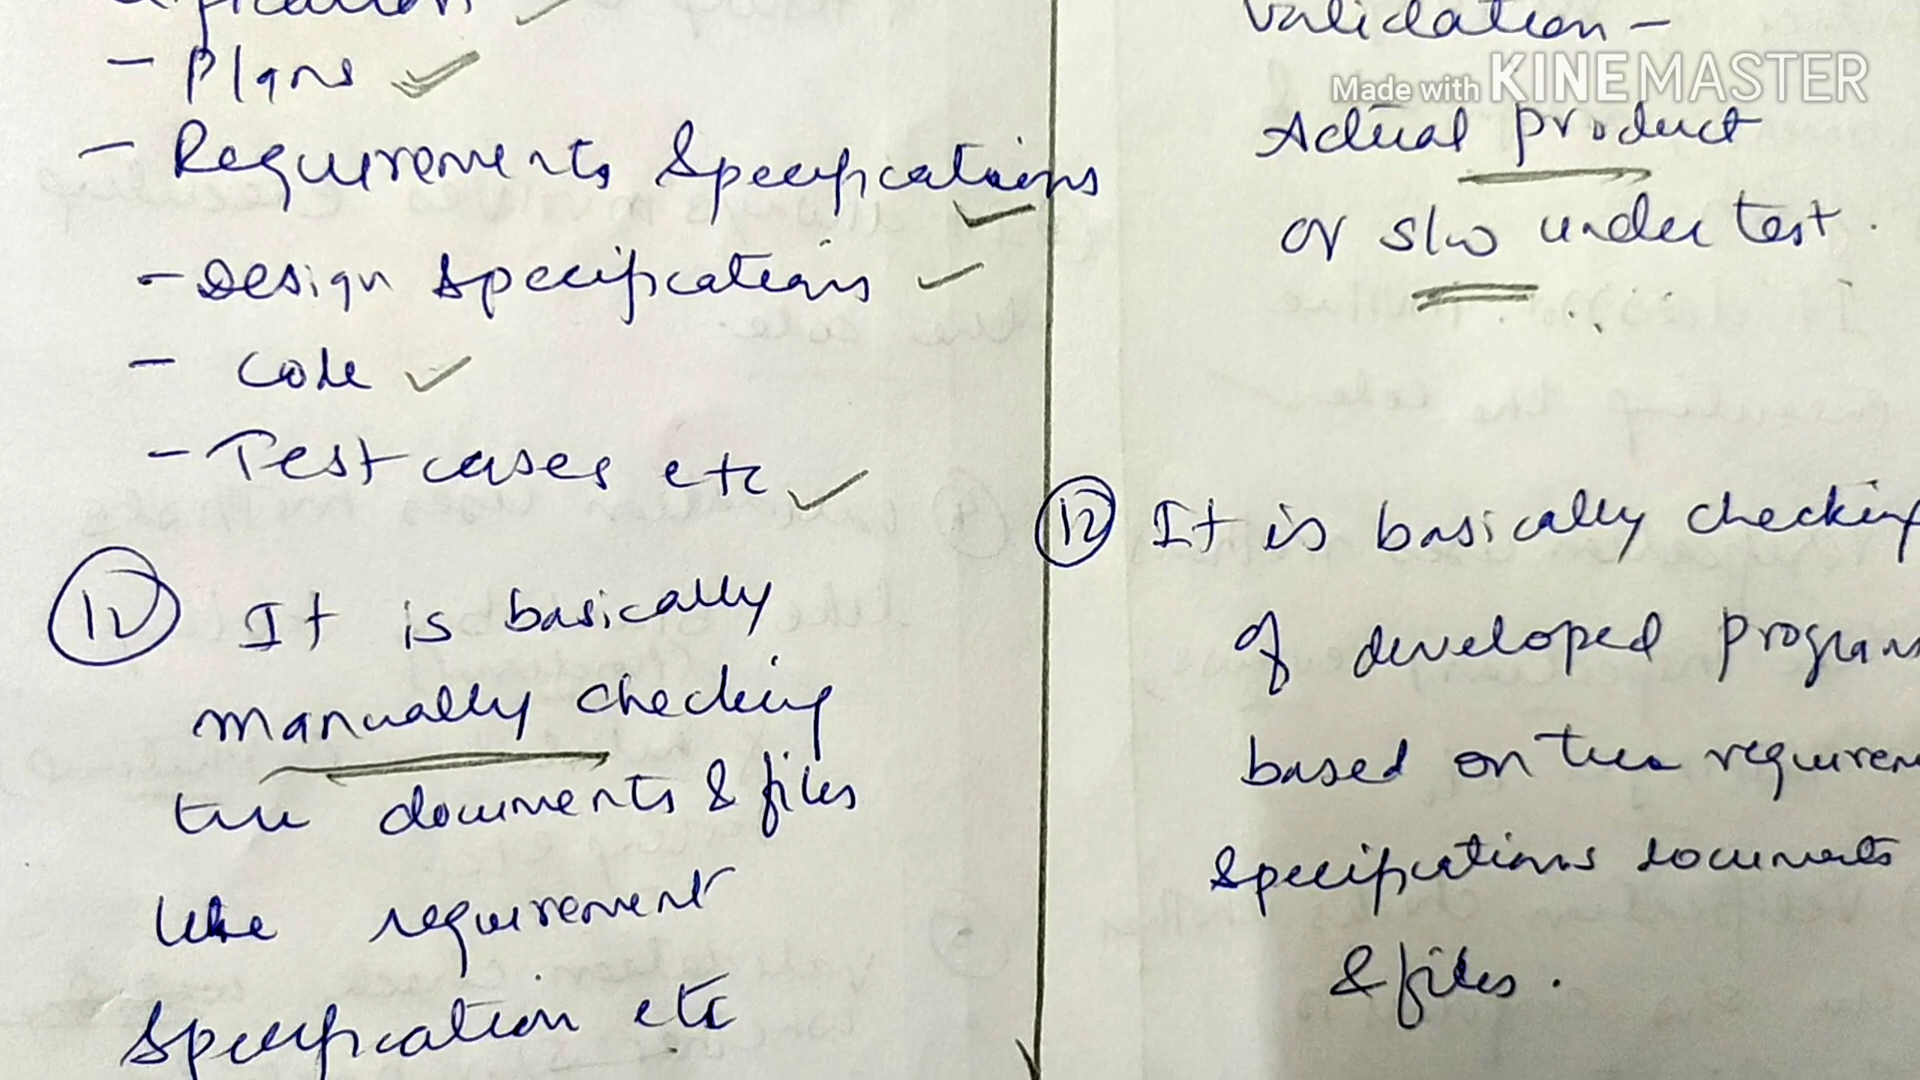 - Plans
- Requirements Specifications
- Design Specifications
- Code
- Test cases etc
12 It is basically
manually checking
the documents & files
like requirement
Specification etc
Validation -
Made with KINEMASTER
Actual product
or s/w under test.
12 It is basically checking
of developed program
based on the
Specifications documents
& files.